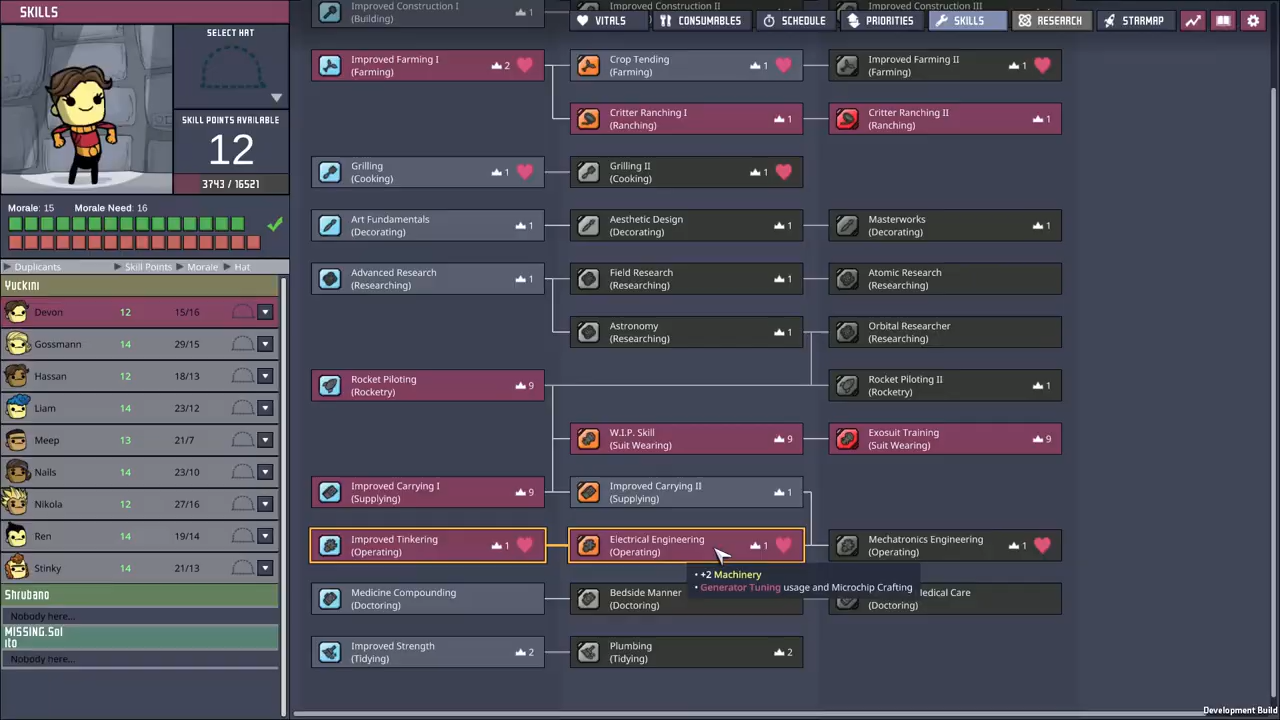 SKILLS
VITALS
CONSUMABLES
SCHEDULE
PRIORITIES
SKILLS
RESEARCH
STARMAP
SELECT HAT
SKILL POINTS AVAILABLE
12
3743 / 16521
Morale: 15 Morale Need: 16
Duplicants Skill Points Morale Hat
Yuckini
Devon 12 15/16
Gossmann 14 29/15
Hassan 12 18/13
Liam 14 23/12
Meep 13 21/7
Nails 14 23/10
Nikola 12 27/16
Ren 14 19/14
Stinky 14 21/13
Shrubano
Nobody here...
MISSING.Sol
ito
Nobody here...
Improved Construction I
(Building)
1
Improved Construction II
Improved Construction III
Improved Farming I
(Farming)
2
Crop Tending
(Farming)
1
Improved Farming II
(Farming)
1
Critter Ranching I
(Ranching)
1
Critter Ranching II
(Ranching)
1
Grilling
(Cooking)
1
Grilling II
(Cooking)
1
Art Fundamentals
(Decorating)
1
Aesthetic Design
(Decorating)
1
Masterworks
(Decorating)
1
Advanced Research
(Researching)
1
Field Research
(Researching)
1
Atomic Research
(Researching)
Astronomy
(Researching)
1
Orbital Researcher
(Researching)
Rocket Piloting
(Rocketry)
9
Rocket Piloting II
(Rocketry)
1
W.I.P. Skill
(Suit Wearing)
9
Exosuit Training
(Suit Wearing)
9
Improved Carrying I
(Supplying)
9
Improved Carrying II
(Supplying)
1
Improved Tinkering
(Operating)
1
Electrical Engineering
(Operating)
1
Mechatronics Engineering
(Operating)
1
• +2 Machinery
• Generator Tuning usage and Microchip Crafting
Medicine Compounding
(Doctoring)
Bedside Manner
(Doctoring)
edical Care
(Doctoring)
Improved Strength
(Tidying)
2
Plumbing
(Tidying)
2
Development Build